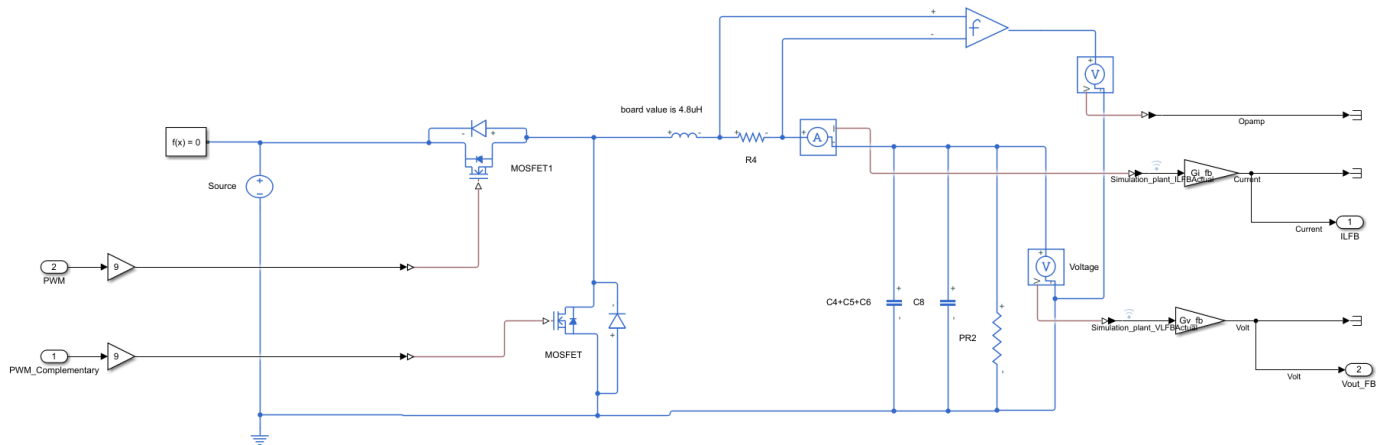 board value is 4.8uH
f(x) = 0
f
V
Opamp
MOSFET1
R4
A
I
Simulation_plant_ILFBActual
Gi_fb
Current
1
ILFB
Current
Source
2
PWM
9
V
Voltage
C4+C5+C6
C8
PR2
Simulation_plant_VLFBActual
Gv_fb
Volt
2
Vout_FB
Volt
MOSFET
1
PWM_Complementary
9